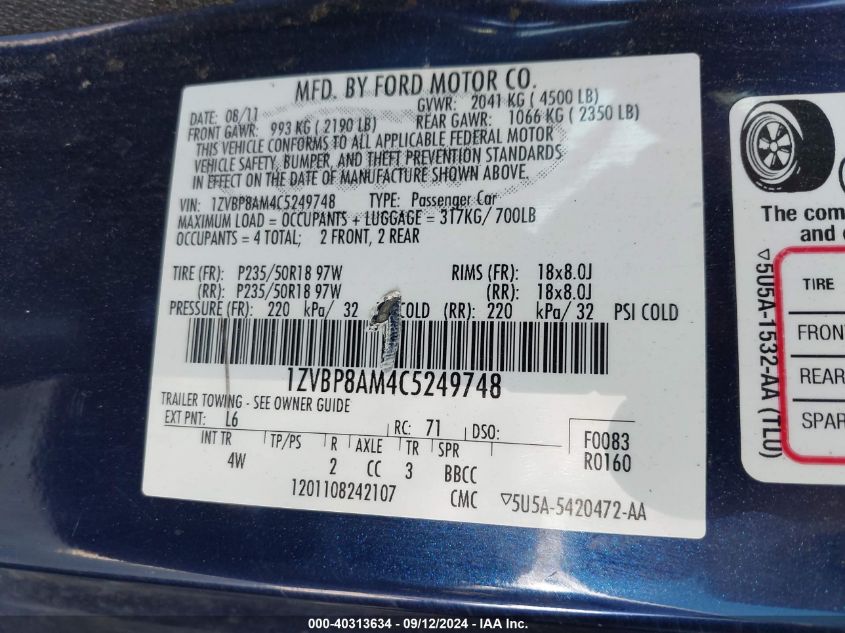 MFD. BY FORD MOTOR CO.
DATE: 08/11 GVWR: 2041 KG ( 4500 LB)
FRONT GAWR: 993 KG ( 2190 LB) REAR GAWR: 1066 KG ( 2350 LB)
THIS VEHICLE CONFORMS TO ALL APPLICABLE FEDERAL MOTOR
VEHICLE SAFETY, BUMPER, AND THEFT PREVENTION STANDARDS
IN EFFECT ON THE DATE OF MANUFACTURE SHOWN ABOVE.
VIN: 1ZVBP8AM4C5249748 TYPE: Passenger Car
MAXIMUM LOAD = OCCUPANTS + LUGGAGE = 317KG/ 700LB
OCCUPANTS = 4 TOTAL; 2 FRONT, 2 REAR
TIRE (FR): P235/50R18 97W RIMS (FR): 18x8.0J
(RR): P235/50R18 97W (RR): 18x8.0J
PRESSURE (FR): 220 kPa/ 32 COLD (RR): 220 kPa/ 32 PSI COLD
1ZVBP8AM4C5249748
TRAILER TOWING - SEE OWNER GUIDE
EXT PNT: L6 RC: 71 DSO:
INT TR TP/PS R AXLE TR SPR F0083
4W 2 CC 3 BBCC R0160
1201108242107 CMC ▽5U5A-5420472-AA
The com
and
▽5U5A-1532-AA (TLU)
TIRE
FRON
REAR
SPAR
000-40313634 - 09/12/2024 - IAA Inc.